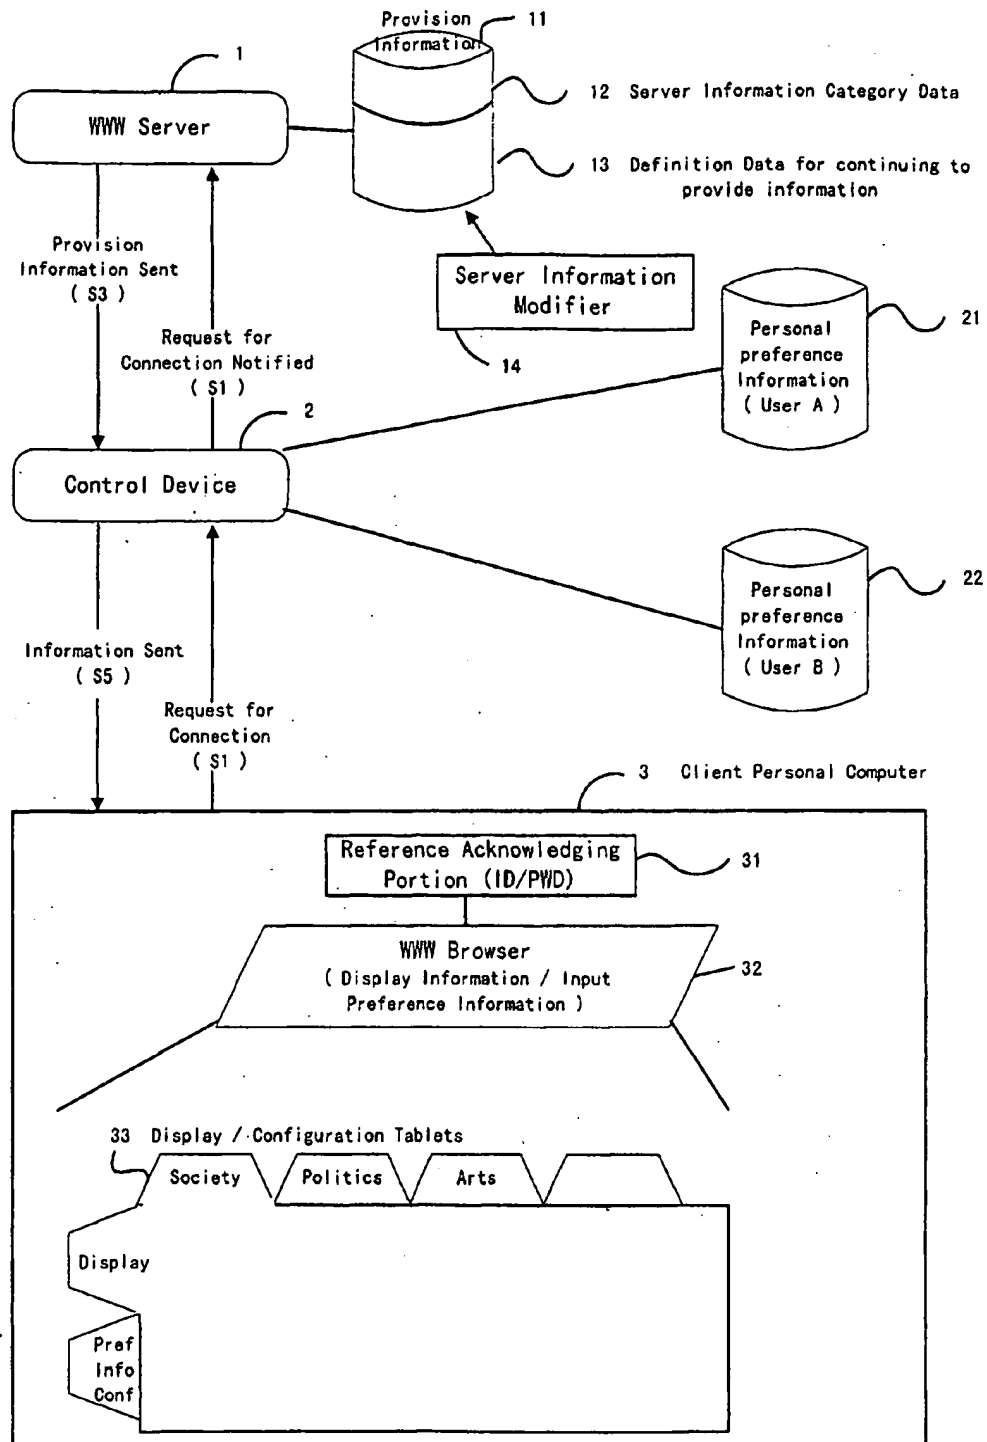 Provision
Information
11
1
12 Server Information Category Data
WWW Server
13 Definition Data for continuing to
provide information
Provision
Information Sent
( S3 )
Server Information
Modifier
14
Request for
Connection Notified
( S1 )
Personal
preference
Information
( User A )
21
2
Control Device
Personal
preference
Information
( User B )
22
Information Sent
( S5 )
Request for
Connection
( S1 )
3 Client Personal Computer
Reference Acknowledging
Portion (ID/PWD)
31
WWW Browser
( Display Information / Input
Preference Information )
32
33 Display / Configuration Tablets
Society
Politics
Arts
Display
Pref
Info
Conf